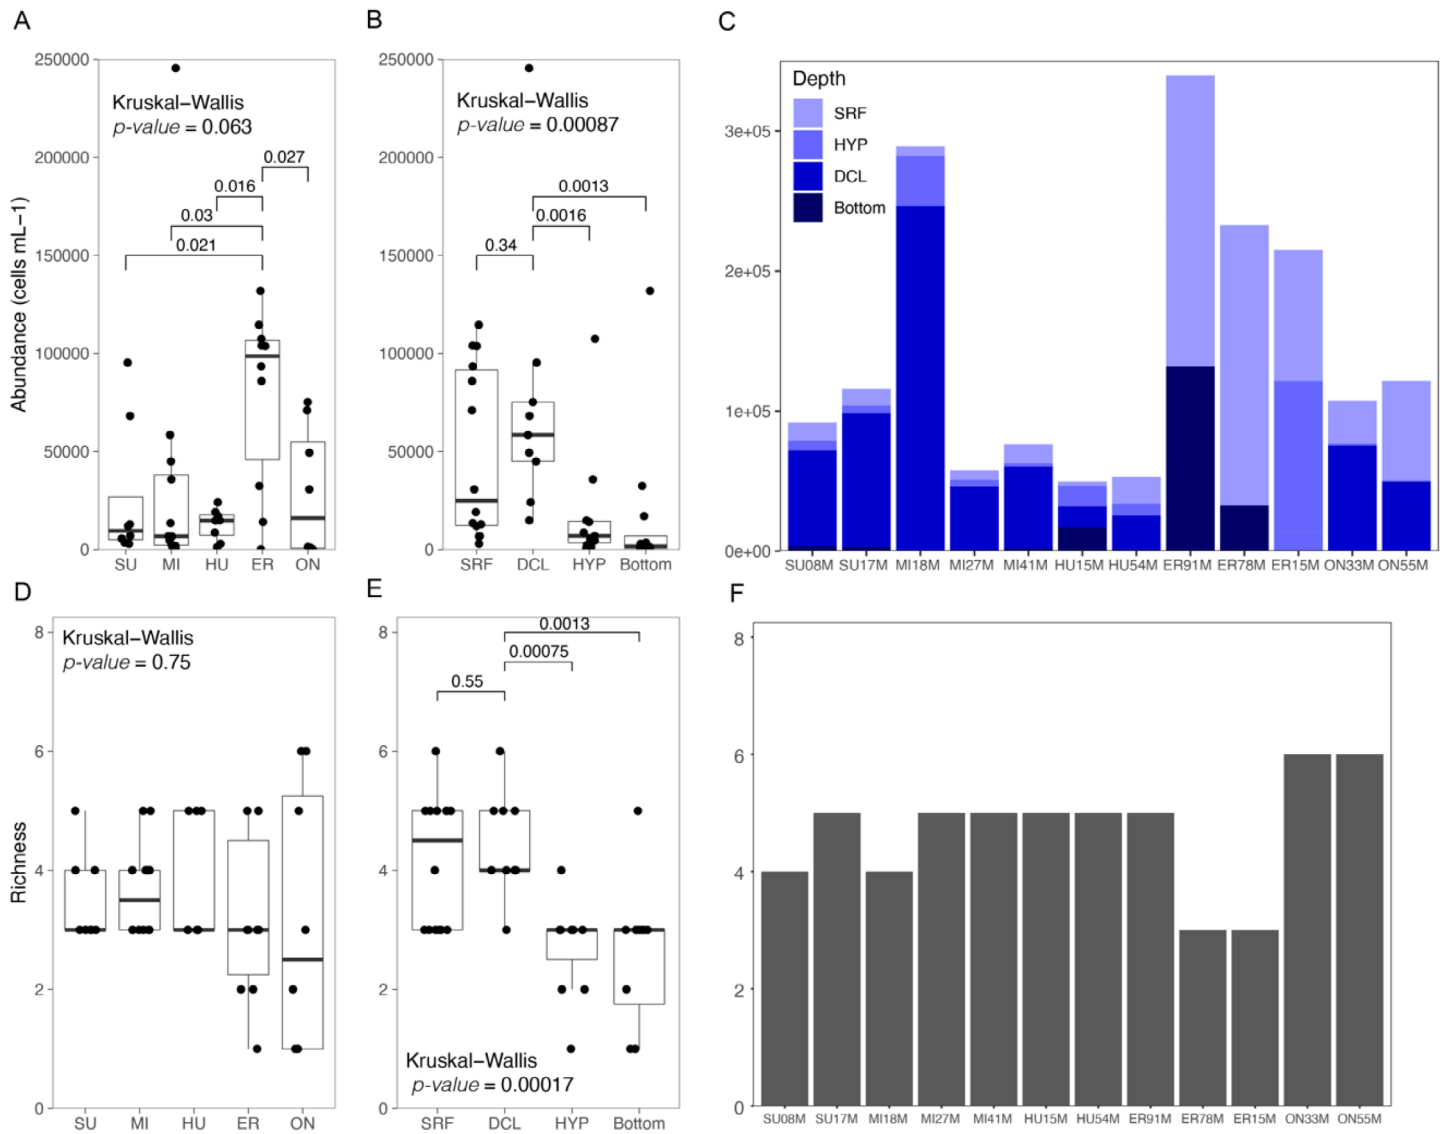 A
Abundance (cells mL−1)
250000
200000
150000
100000
50000
0
Kruskal−Wallis
p-value = 0.063
0.027
0.016
0.03
0.021
SU MI HU ER ON
B
250000
200000
150000
100000
50000
0
Kruskal−Wallis
p-value = 0.00087
0.0013
0.0016
0.34
SRF DCL HYP Bottom
C
3e+05
2e+05
1e+05
0e+00
Depth
SRF
HYP
DCL
Bottom
SU08M SU17M MI18M MI27M MI41M HU15M HU54M ER91M ER78M ER15M ON33M ON55M
D
Richness
8
6
4
2
0
Kruskal−Wallis
p-value = 0.75
SU MI HU ER ON
E
8
6
4
2
0
0.0013
0.00075
0.55
Kruskal−Wallis
p-value = 0.00017
SRF DCL HYP Bottom
F
8
6
4
2
0
SU08M SU17M MI18M MI27M MI41M HU15M HU54M ER91M ER78M ER15M ON33M ON55M